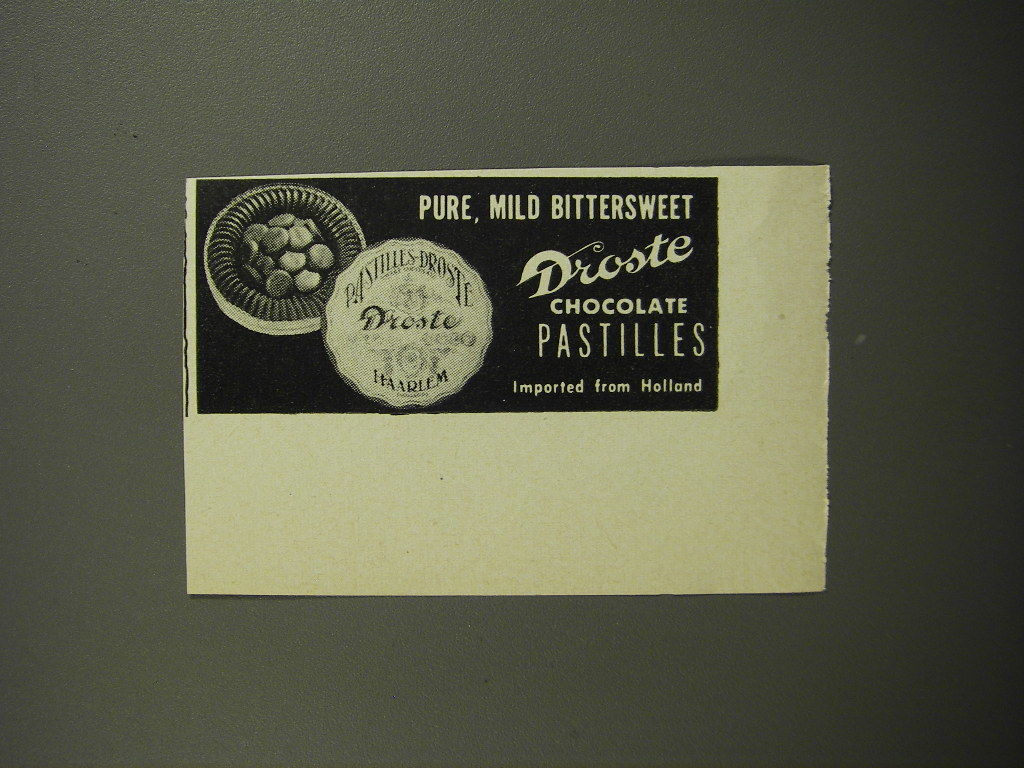 PURE, MILD BITTERSWEET
Droste
CHOCOLATE
PASTILLES
Imported from Holland
PASTILLES-DROSTE
Droste
HAARLEM